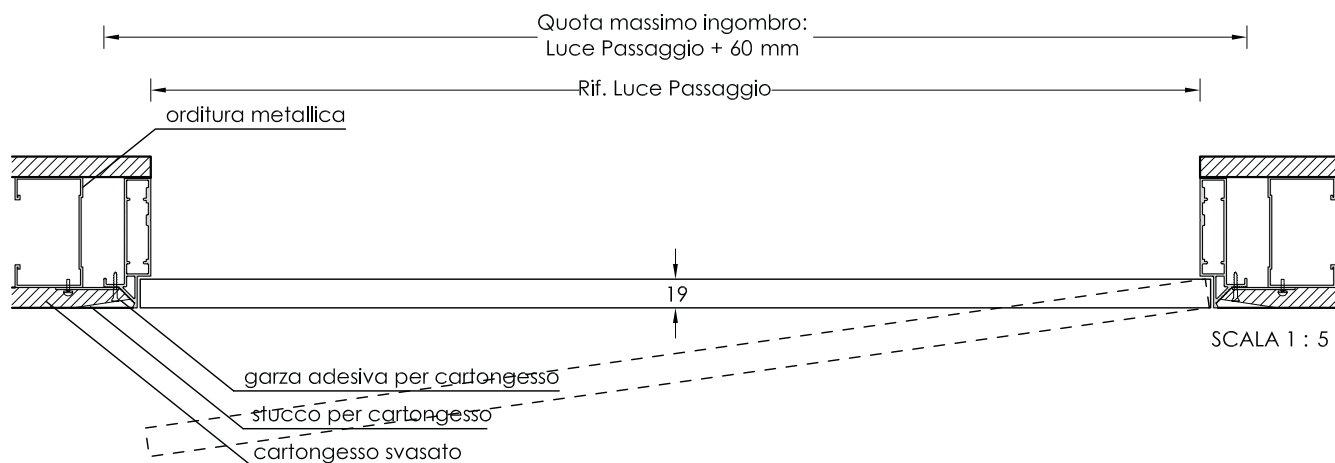 Quota massimo ingombro:
Luce Passaggio + 60 mm
Rif. Luce Passaggio
orditura metallica
19
SCALA 1 : 5
garza adesiva per cartongesso
stucco per cartongesso
cartongesso svasato